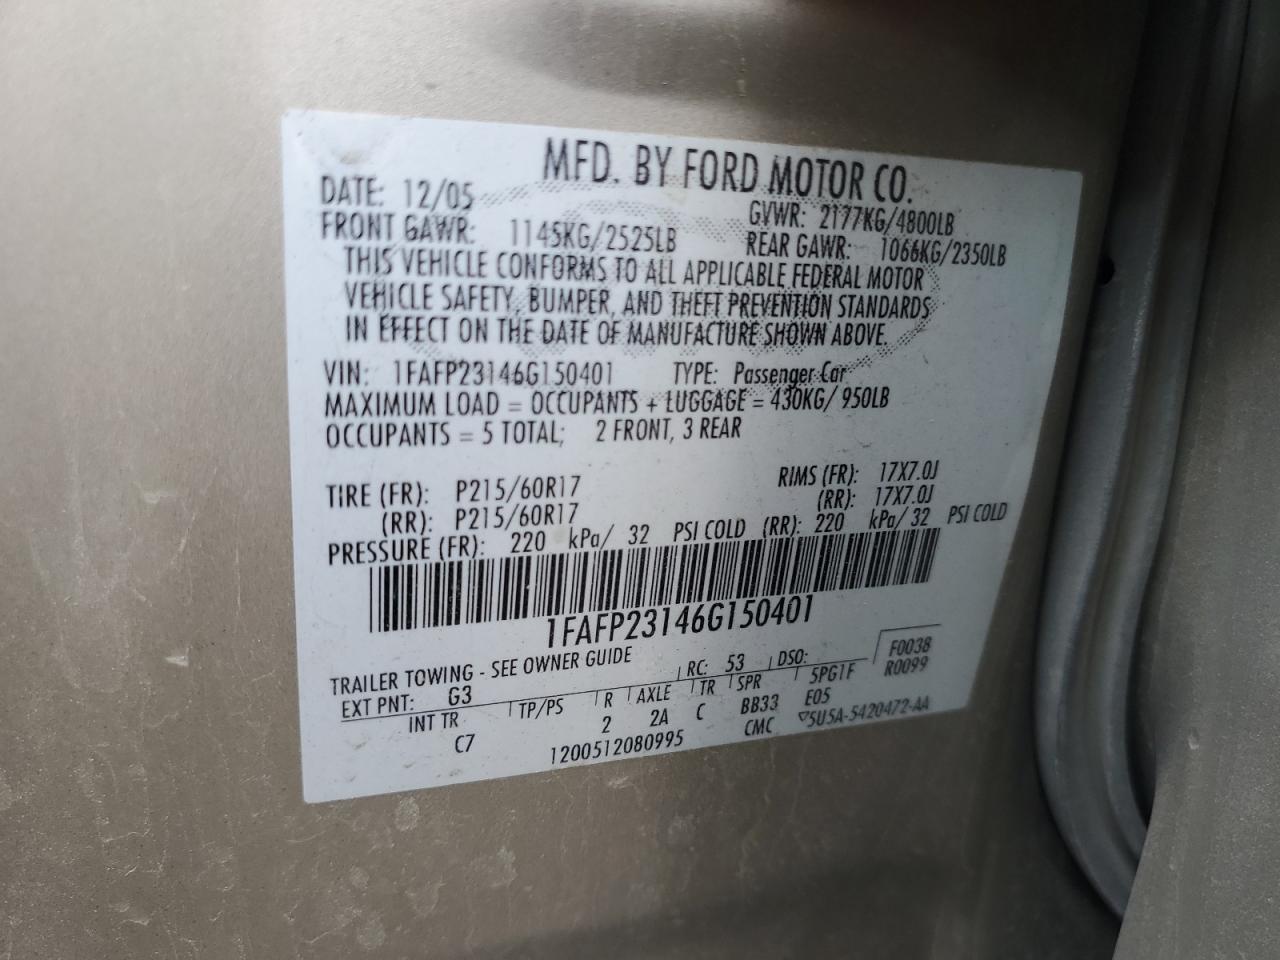 MFD. BY FORD MOTOR CO.
DATE: 12/05 GVWR: 2177KG/4800LB
FRONT GAWR: 1145KG/2525LB REAR GAWR: 1066KG/2350LB
THIS VEHICLE CONFORMS TO ALL APPLICABLE FEDERAL MOTOR
VEHICLE SAFETY, BUMPER, AND THEFT PREVENTION STANDARDS
IN EFFECT ON THE DATE OF MANUFACTURE SHOWN ABOVE.
VIN: 1FAFP23146G150401 TYPE: Passenger Car
MAXIMUM LOAD = OCCUPANTS + LUGGAGE = 430KG/ 950LB
OCCUPANTS = 5 TOTAL; 2 FRONT, 3 REAR
TIRE (FR): P215/60R17 RIMS (FR): 17X7.0J
(RR): P215/60R17 (RR): 17X7.0J
PRESSURE (FR): 220 kPa/ 32 PSI COLD (RR): 220 kPa/ 32 PSI COLD
1FAFP23146G150401
TRAILER TOWING - SEE OWNER GUIDE
EXT PNT: G3 RC: 53 DSO: F0038
R0099
INT TR TP/PS R AXLE TR SPR 5PG1F
C7 2 2A C BB33 E05
1200512080995 CMC ▽5U5A-5420472-AA